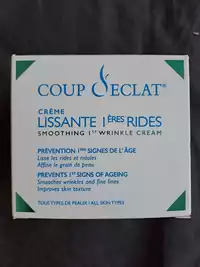 COUP D'ECLAT®
CRÈME
LISSANTE 1ÈRES RIDES
SMOOTHING 1ST WRINKLE CREAM
PRÉVENTION 1ERS SIGNES DE L'ÂGE
Lisse les rides et ridules
Affine le grain de peau
PREVENTS 1ST SIGNS OF AGEING
Smoothes wrinkles and fine lines
Improves skin texture
TOUS TYPES DE PEAU / ALL SKIN TYPES